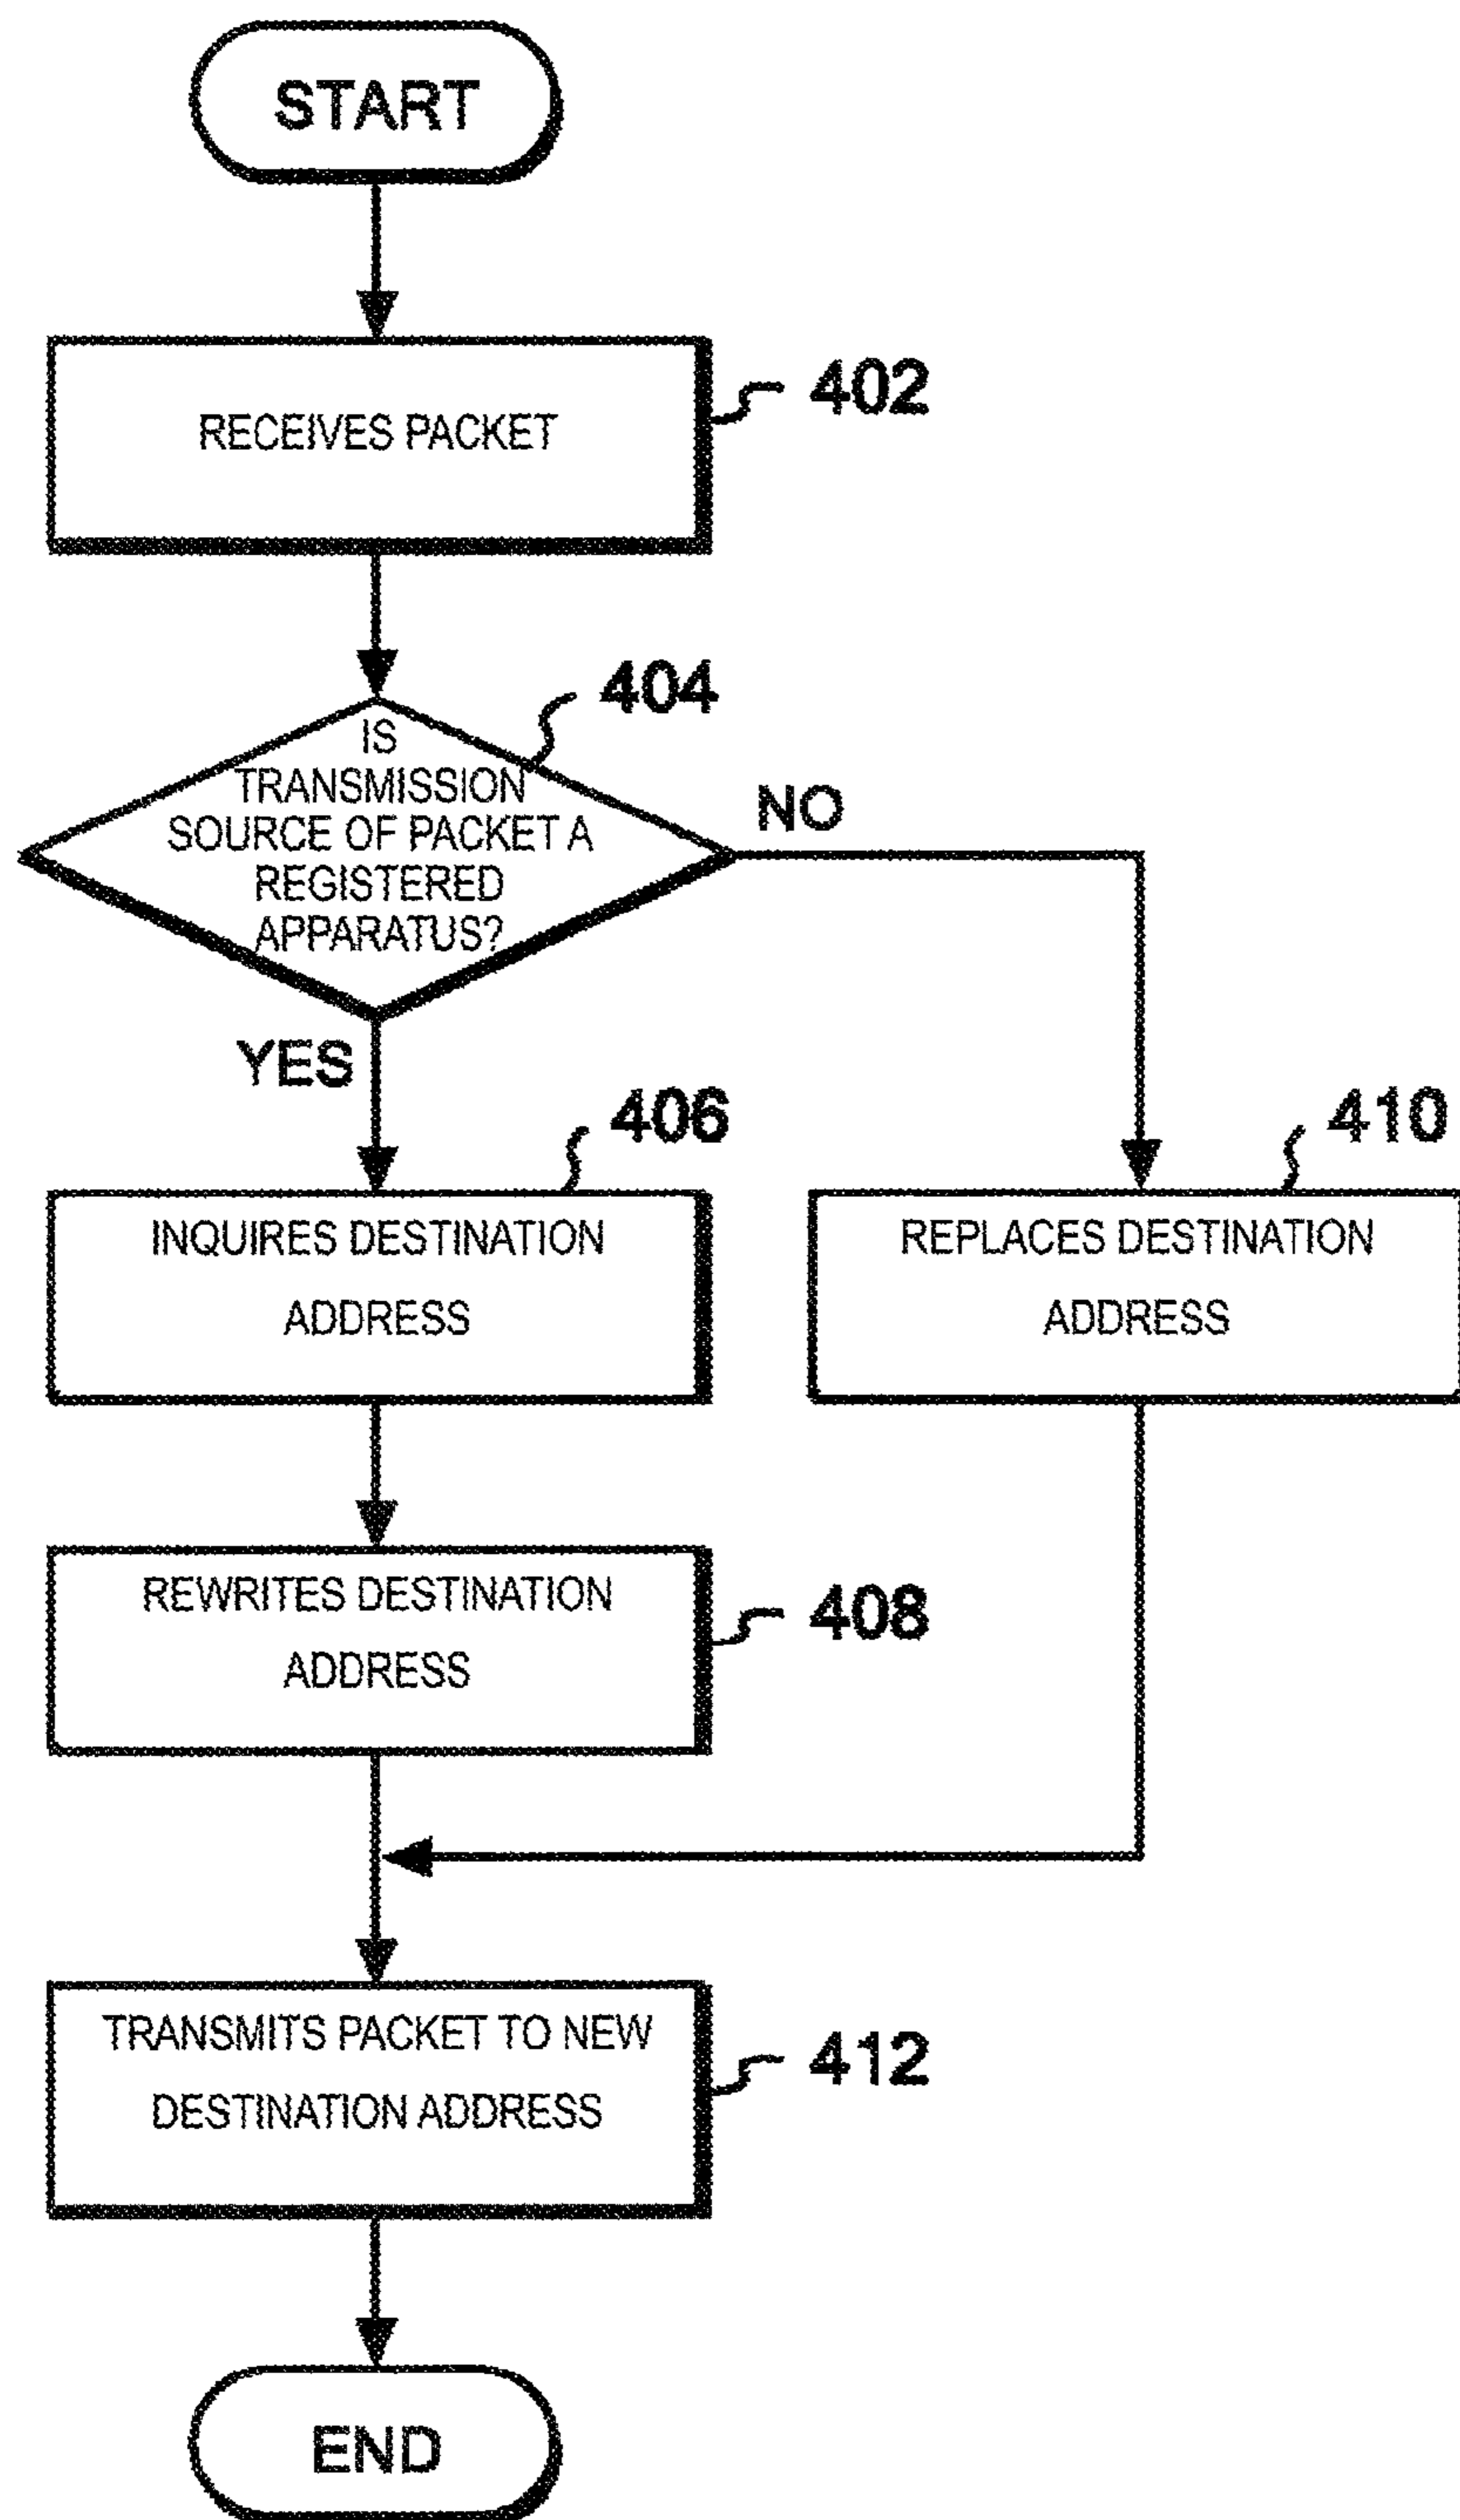 START
RECEIVES PACKET
402
404
IS
TRANSMISSION
SOURCE OF PACKET A
REGISTERED
APPARATUS?
NO
YES
406
INQUIRES DESTINATION
ADDRESS
410
REPLACES DESTINATION
ADDRESS
REWRITES DESTINATION
ADDRESS
408
TRANSMITS PACKET TO NEW
DESTINATION ADDRESS
412
END